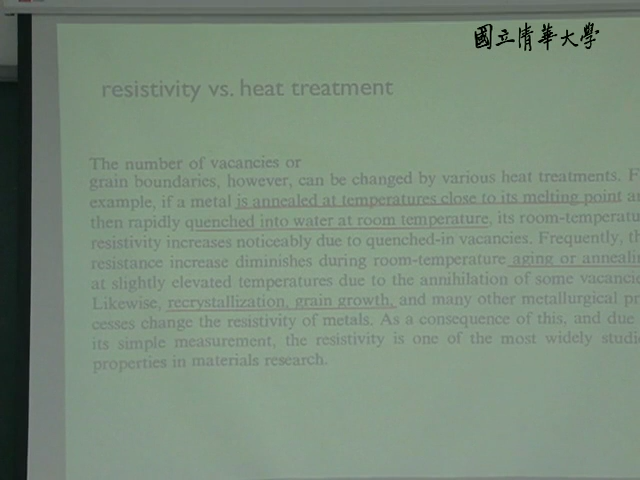 國立清華大學
resistivity vs. heat treatment
The number of vacancies or
grain boundaries, however, can be changed by various heat treatments. F
example, if a metal is annealed at temperatures close to its melting point a
then rapidly quenched into water at room temperature, its room-temperatu
resistivity increases noticeably due to quenched-in vacancies. Frequently, th
resistance increase diminishes during room-temperature aging or anneali
at slightly elevated temperatures due to the annihilation of some vacancie
Likewise, recrystallization, grain growth, and many other metallurgical pr
cesses change the resistivity of metals. As a consequence of this, and due
its simple measurement, the resistivity is one of the most widely studi
properties in materials research.